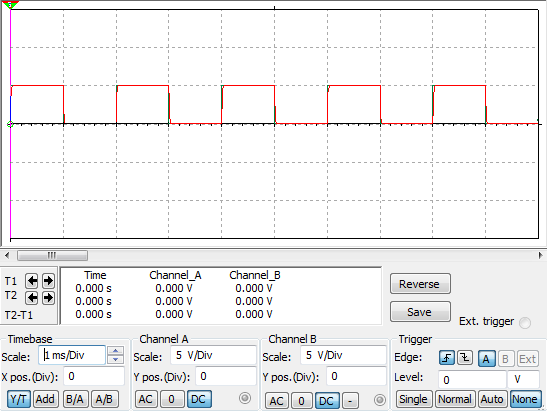 T1
T2
T2-T1
Time Channel_A Channel_B
0.000 s 0.000 V 0.000 V
0.000 s 0.000 V 0.000 V
0.000 s 0.000 V 0.000 V
Reverse
Save
Ext. trigger
Timebase
Scale: 1 ms/Div
X pos.(Div): 0
Y/T Add B/A A/B
Channel A
Scale: 5 V/Div
Y pos.(Div): 0
AC 0 DC
Channel B
Scale: 5 V/Div
Y pos.(Div): 0
AC 0 DC -
Trigger
Edge: A B Ext
Level: 0 V
Single Normal Auto None